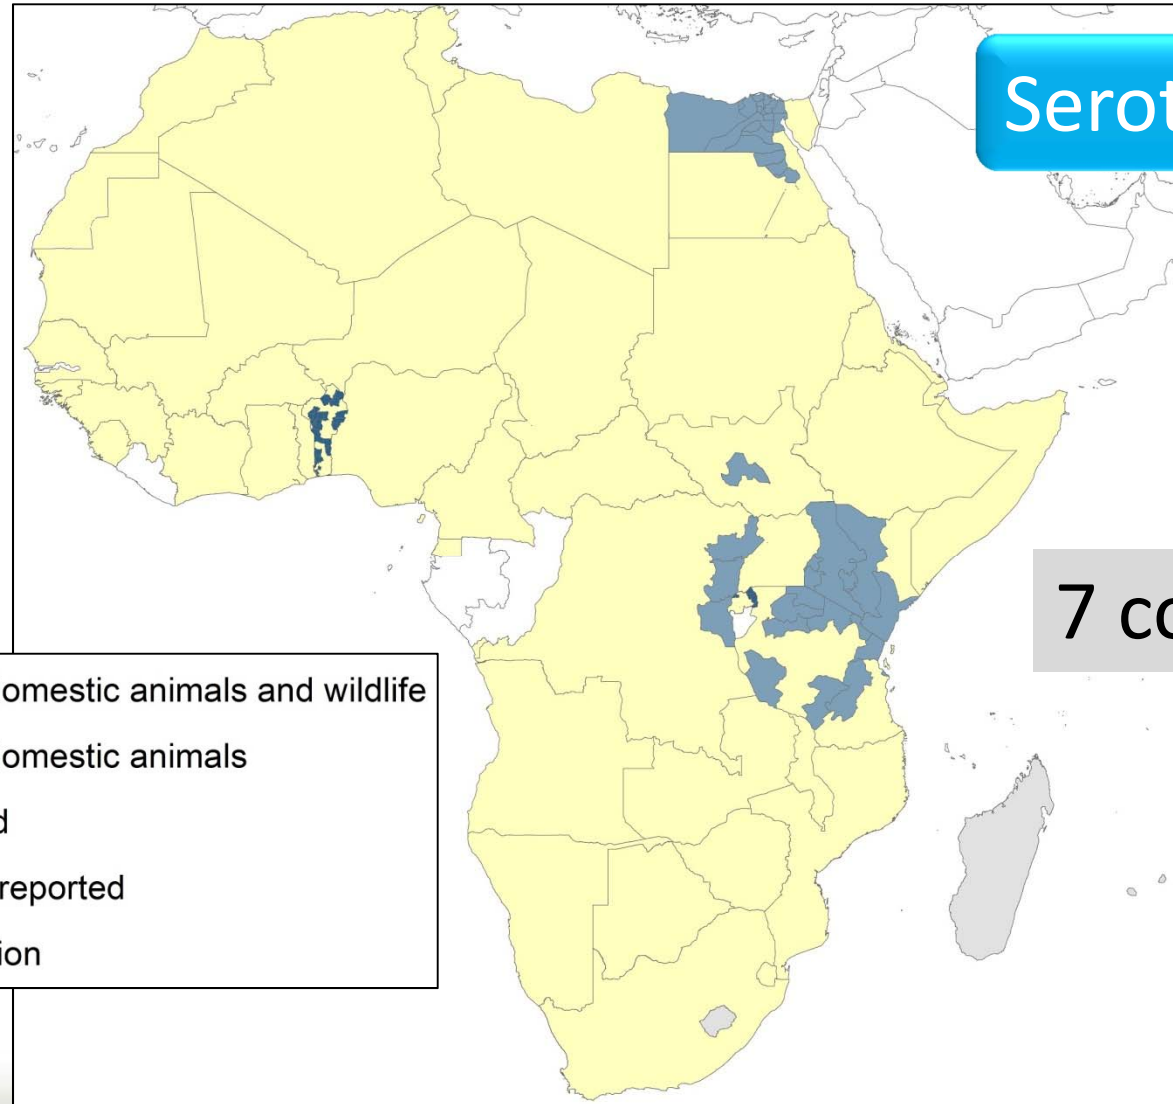 Serot
7 co
omestic animals and wildlife
omestic animals
d
reported
ion